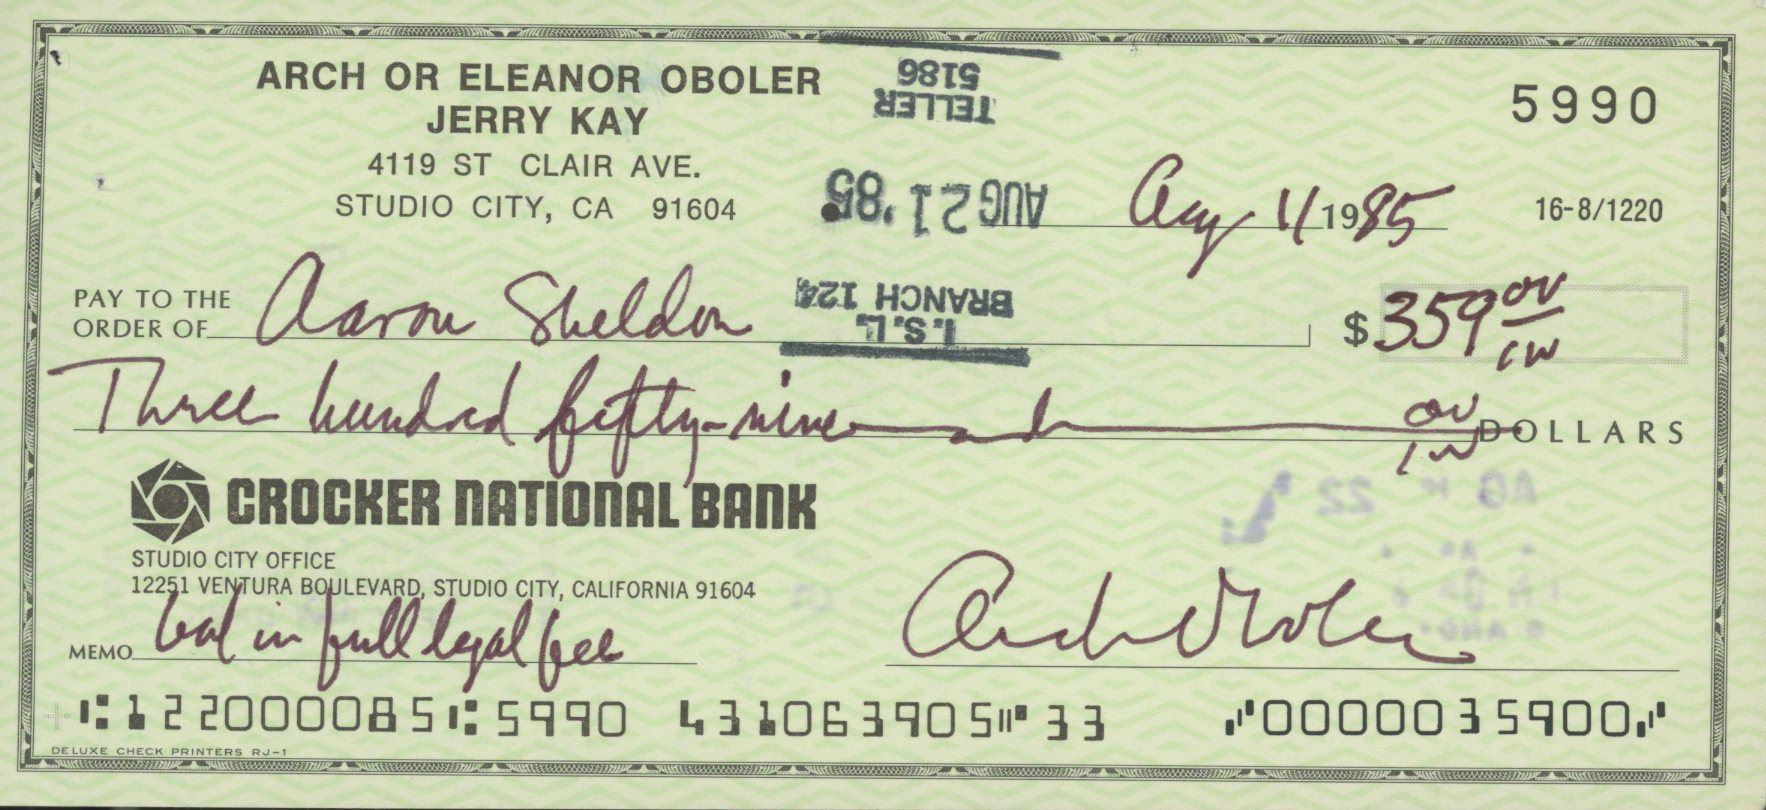 ARCH OR ELEANOR OBOLER
JERRY KAY
4119 ST CLAIR AVE.
STUDIO CITY, CA 91604
TELLER
5186
5990
AUG 21 '85
Aug 11 1985
16-8/1220
I.S.L.
BRANCH 124
PAY TO THE
ORDER OF Aaron Sheldon $ 359 00/100
Three hundred fifty-nine and 00/100 DOLLARS
CROCKER NATIONAL BANK
STUDIO CITY OFFICE
12251 VENTURA BOULEVARD, STUDIO CITY, CALIFORNIA 91604
MEMO bal in full legal fee
Arch Oboler
⑆122000085⑆5990 431063905⑈33 ⑈0000035900⑈
DELUXE CHECK PRINTERS RJ-1